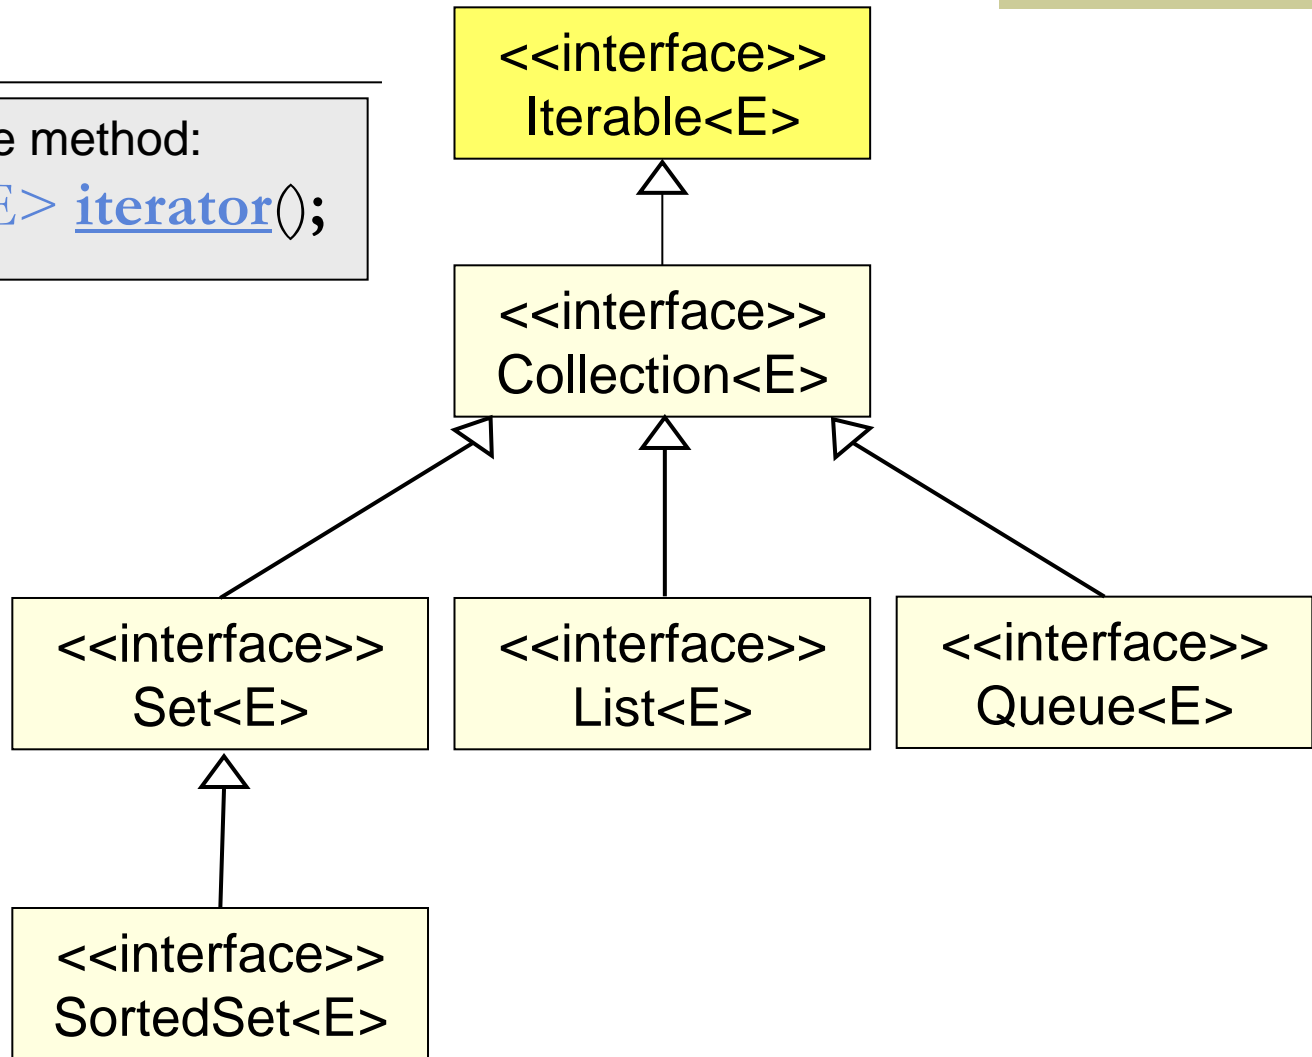 <<interface>>
Iterable<E>
e method:
E> iterator();
<<interface>>
Collection<E>
<<interface>>
Set<E>
<<interface>>
List<E>
<<interface>>
Queue<E>
<<interface>>
SortedSet<E>